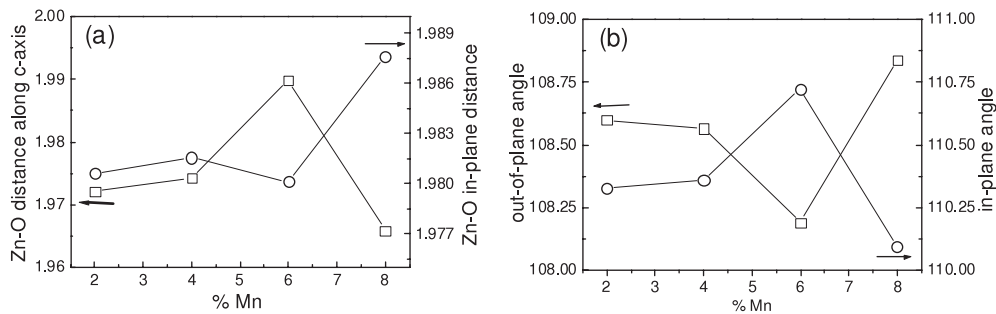 (a)
Zn-O distance along c-axis
2.00
1.99
1.98
1.97
1.96
2 3 4 5 6 7 8
% Mn
1.989
1.986
1.983
1.980
1.977
Zn-O in-plane distance
(b)
out-of-plane angle
109.00
108.75
108.50
108.25
108.00
2 3 4 5 6 7 8
% Mn
111.00
110.75
110.50
110.25
110.00
in-plane angle